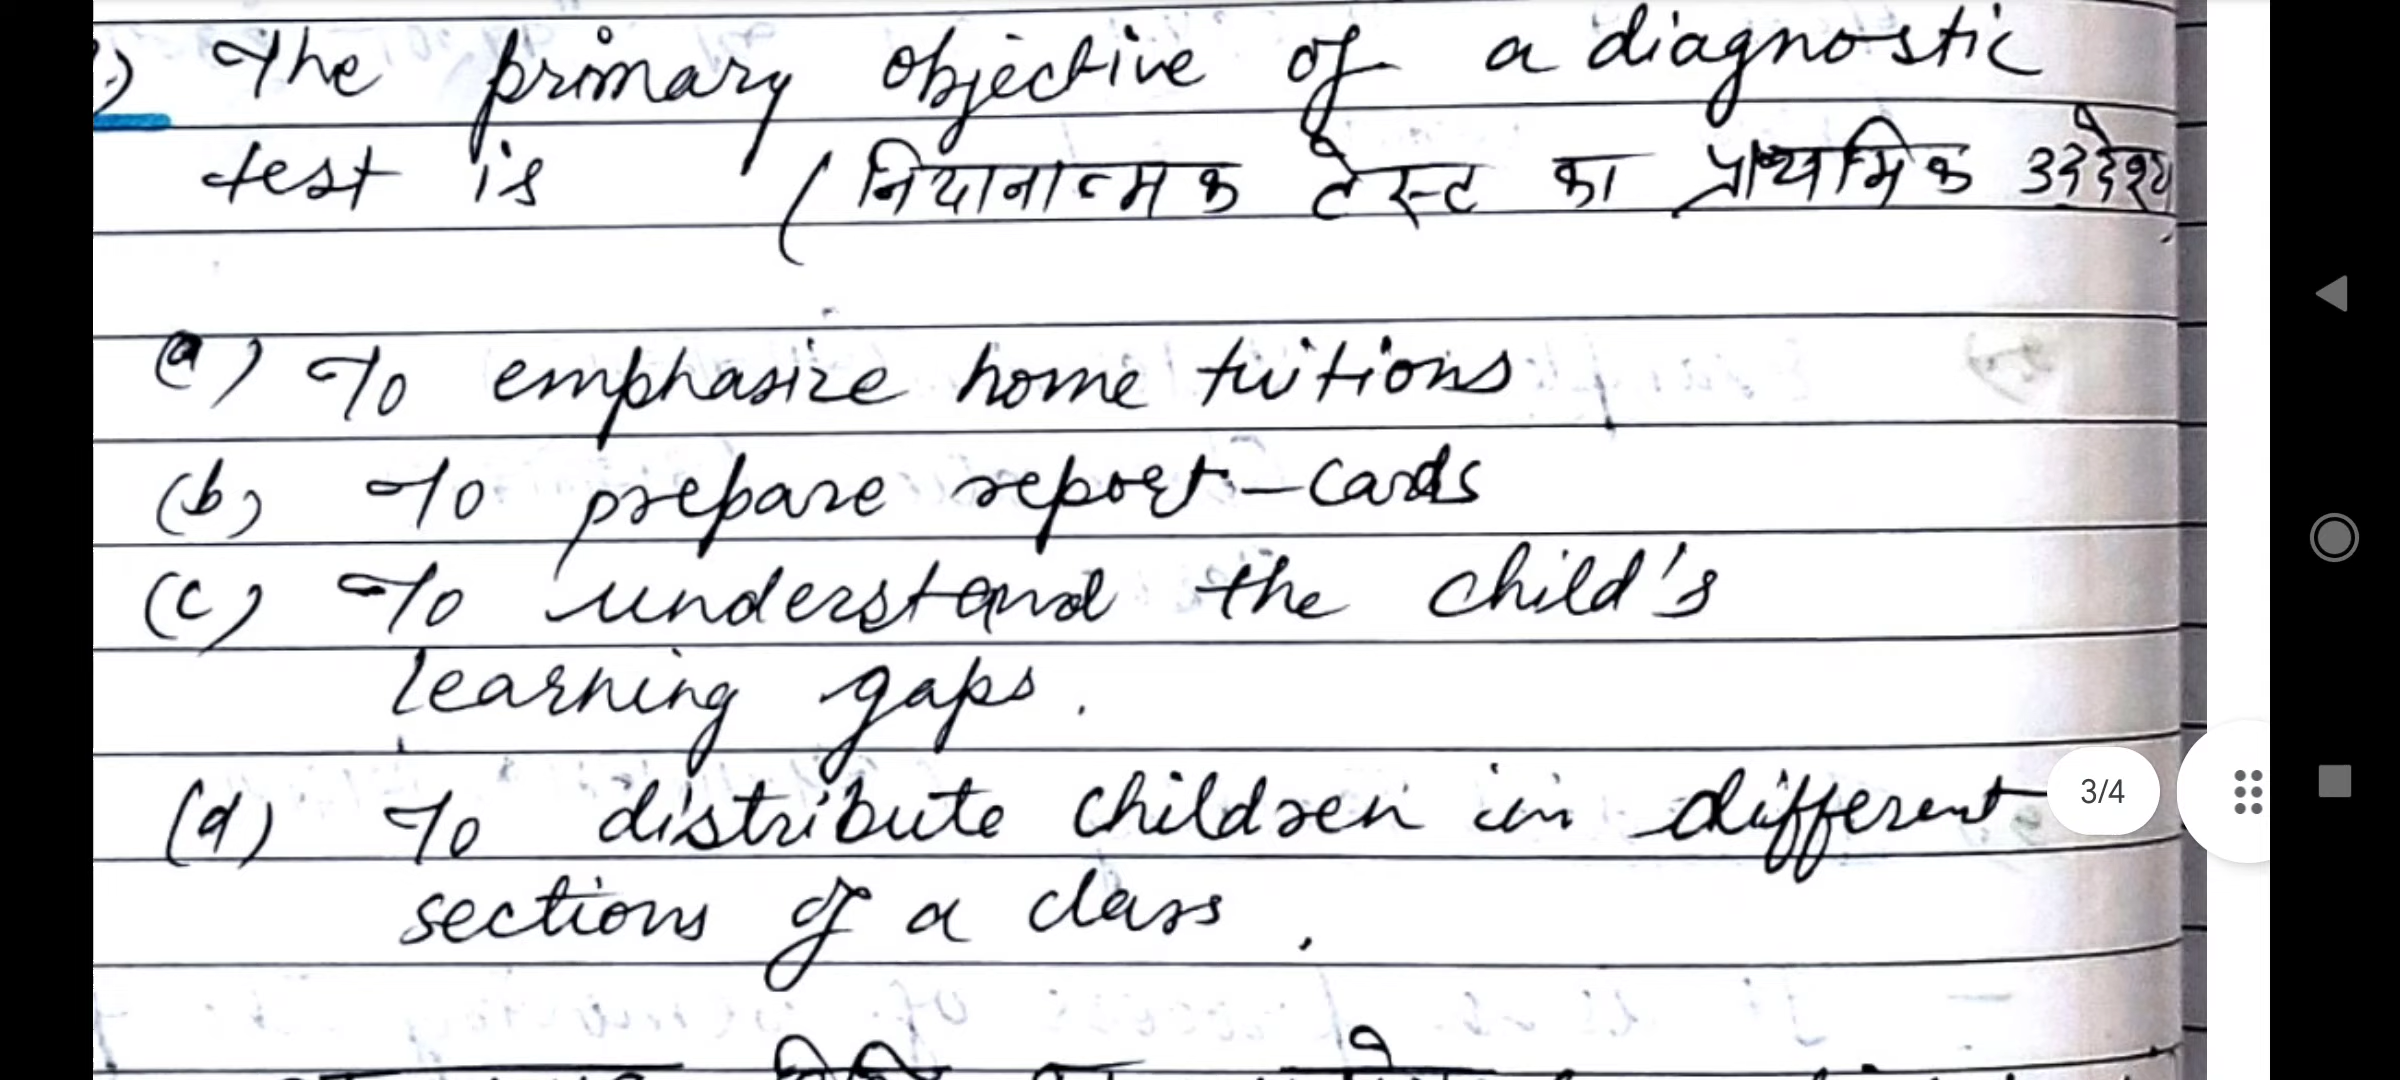 The primary objective of a diagnostic
test is (नियानात्मक टेस्ट का प्राथमिक उद्देश्य
(a) To emphasize home tuitions
(b) To prepare report-cards
(c) To understand the child's
learning gaps.
(d) To distribute children in different
3/4
sections of a class.